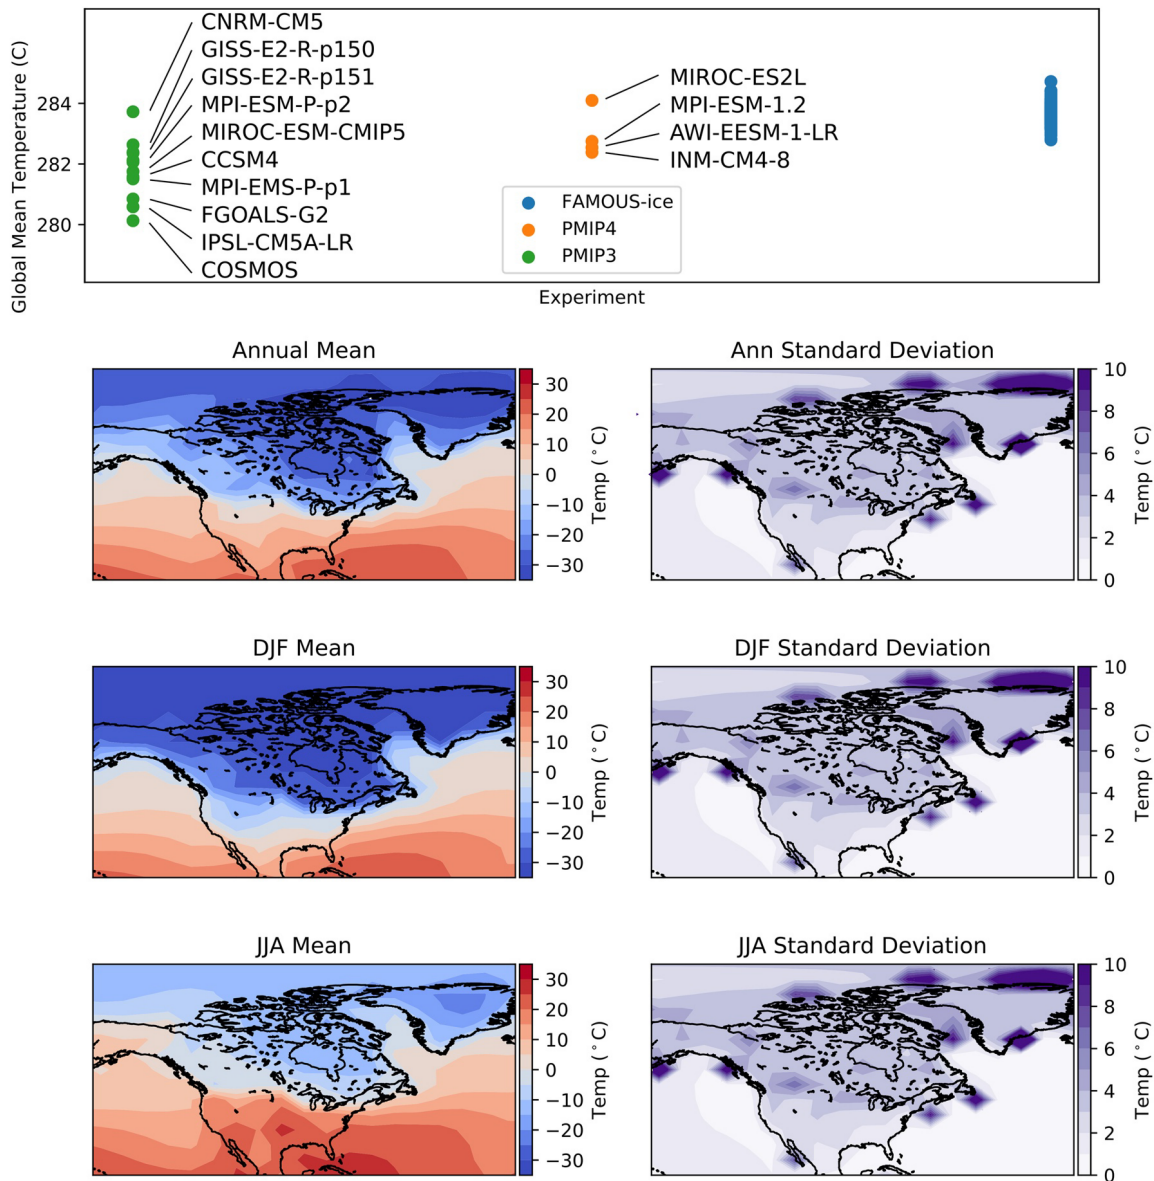 Global Mean Temperature (C)
284
282
280
CNRM-CM5
GISS-E2-R-p150
GISS-E2-R-p151
MPI-ESM-P-p2
MIROC-ESM-CMIP5
CCSM4
MPI-EMS-P-p1
FGOALS-G2
IPSL-CM5A-LR
COSMOS
MIROC-ES2L
MPI-ESM-1.2
AWI-EESM-1-LR
INM-CM4-8
FAMOUS-ice
PMIP4
PMIP3
Experiment
Annual Mean
30
20
10
0
−10
−20
−30
Temp (°C)
Ann Standard Deviation
10
8
6
4
2
0
Temp (°C)
DJF Mean
30
20
10
0
−10
−20
−30
Temp (°C)
DJF Standard Deviation
10
8
6
4
2
0
Temp (°C)
JJA Mean
30
20
10
0
−10
−20
−30
Temp (°C)
JJA Standard Deviation
10
8
6
4
2
0
Temp (°C)